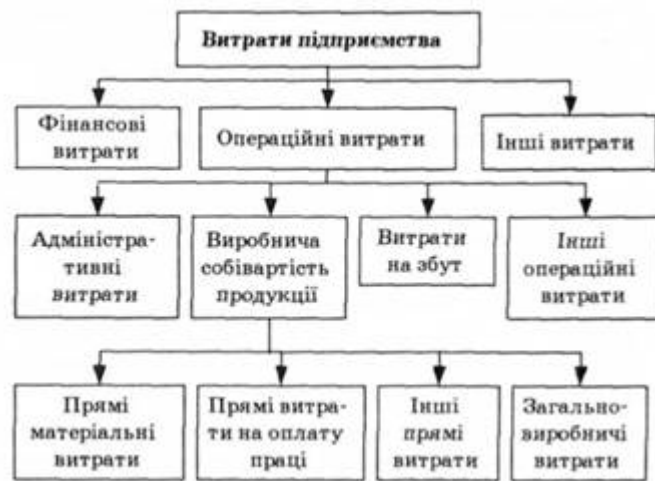 Витрати підприємства
Фінансові
витрати
Операційні витрати
Інші витрати
Адміністра-
тивні
витрати
Виробнича
собівартість
продукції
Витрати
на збут
Інші
операційні
витрати
Прямі
матеріальні
витрати
Прямі витра-
ти на оплату
праці
Інші
прямі
витрати
Загально-
виробничі
витрати